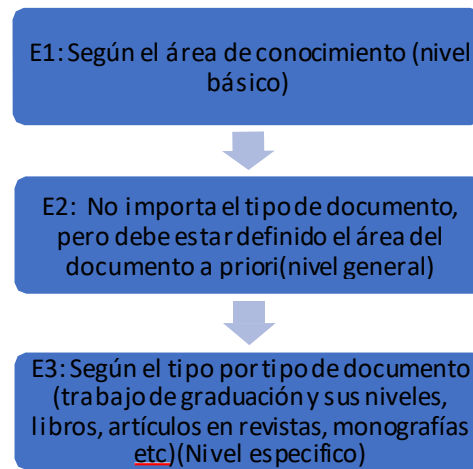 E1: Según el área de conocimiento (nivel
básico)
E2:  No importa el tipo de documento,
pero debe estar definido el área del
documento a priori(nivel general)
E3: Según el tipo por tipo de documento
(trabajo de graduación y sus niveles,
libros, artículos en revistas, monografías
etc)(Nivel especifico)